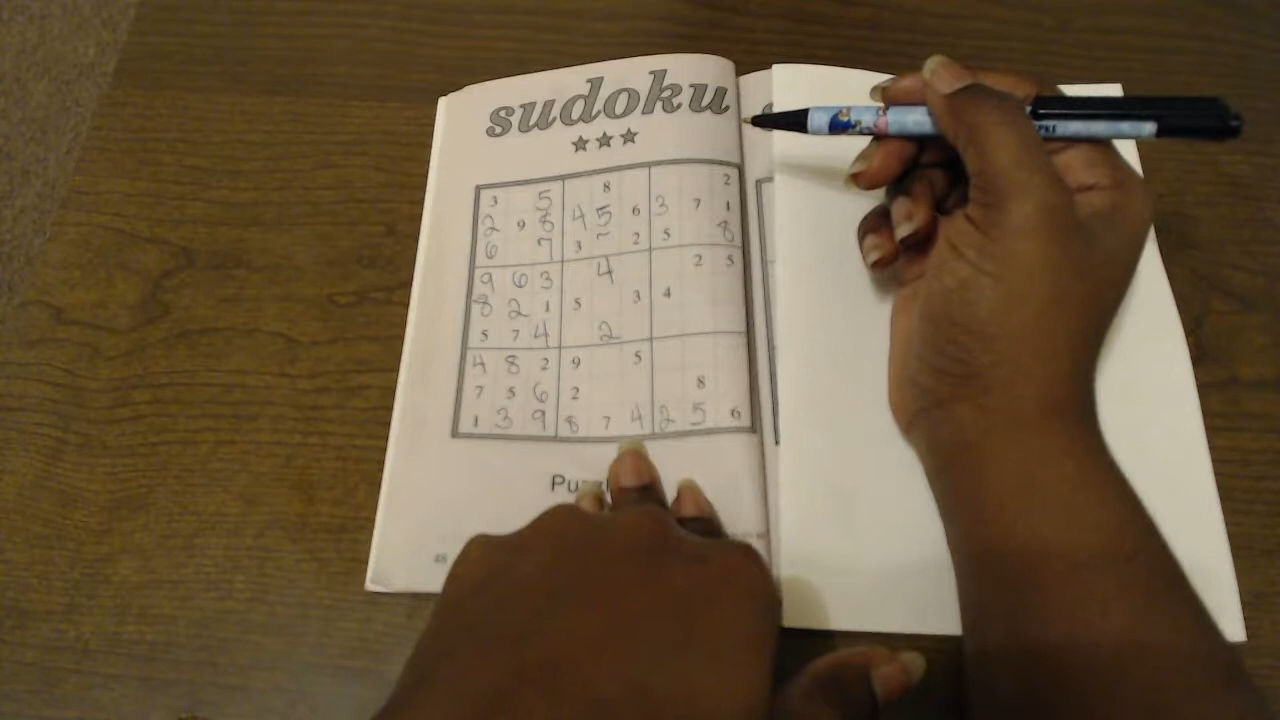 sudoku
3 5 8 2
2 9 8 4 5 6 3 7 1
6 7 3 2 5 8
9 6 3 4 2 5
8 2 1 5 3 4
5 7 4 2
4 8 2 9 5
7 5 6 2 8
1 3 9 8 7 4 2 5 6
48